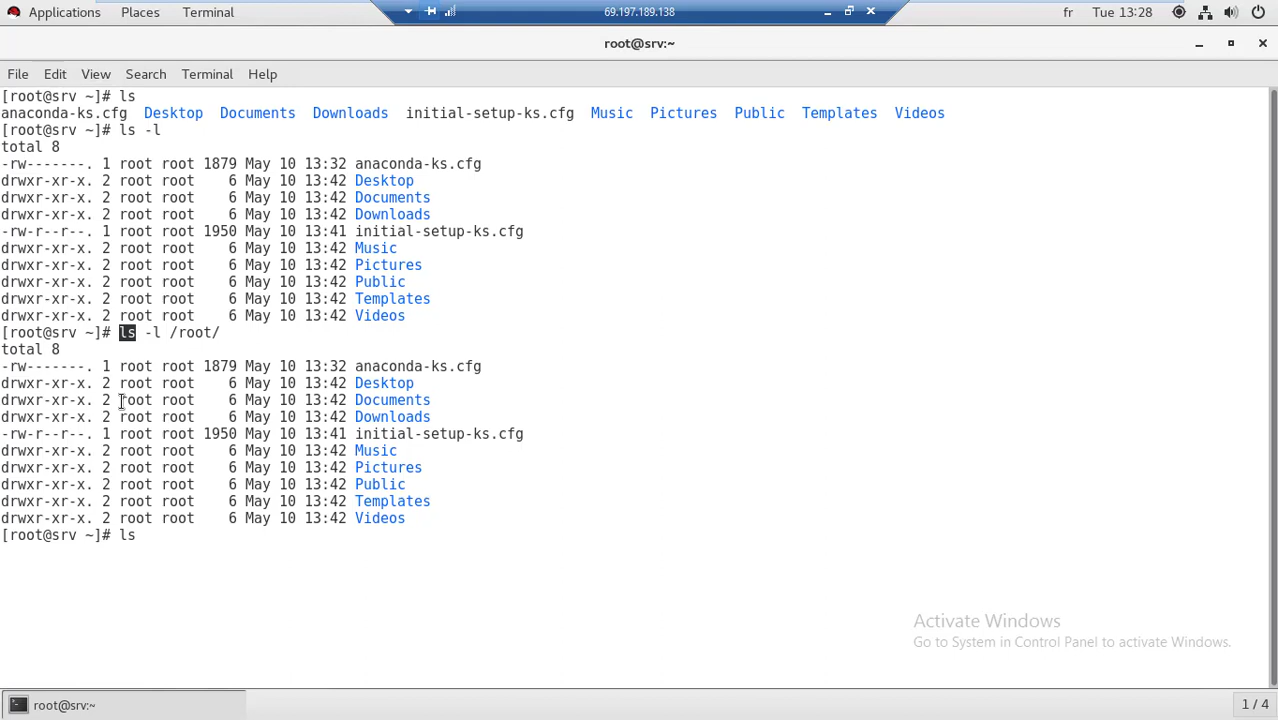 Applications Places Terminal 69.197.189.138 fr Tue 13:28
root@srv:~
File Edit View Search Terminal Help
[root@srv ~]# ls
anaconda-ks.cfg Desktop Documents Downloads initial-setup-ks.cfg Music Pictures Public Templates Videos
[root@srv ~]# ls -l
total 8
-rw-------. 1 root root 1879 May 10 13:32 anaconda-ks.cfg
drwxr-xr-x. 2 root root    6 May 10 13:42 Desktop
drwxr-xr-x. 2 root root    6 May 10 13:42 Documents
drwxr-xr-x. 2 root root    6 May 10 13:42 Downloads
-rw-r--r--. 1 root root 1950 May 10 13:41 initial-setup-ks.cfg
drwxr-xr-x. 2 root root    6 May 10 13:42 Music
drwxr-xr-x. 2 root root    6 May 10 13:42 Pictures
drwxr-xr-x. 2 root root    6 May 10 13:42 Public
drwxr-xr-x. 2 root root    6 May 10 13:42 Templates
drwxr-xr-x. 2 root root    6 May 10 13:42 Videos
[root@srv ~]# ls -l /root/
total 8
-rw-------. 1 root root 1879 May 10 13:32 anaconda-ks.cfg
drwxr-xr-x. 2 root root    6 May 10 13:42 Desktop
drwxr-xr-x. 2 root root    6 May 10 13:42 Documents
drwxr-xr-x. 2 root root    6 May 10 13:42 Downloads
-rw-r--r--. 1 root root 1950 May 10 13:41 initial-setup-ks.cfg
drwxr-xr-x. 2 root root    6 May 10 13:42 Music
drwxr-xr-x. 2 root root    6 May 10 13:42 Pictures
drwxr-xr-x. 2 root root    6 May 10 13:42 Public
drwxr-xr-x. 2 root root    6 May 10 13:42 Templates
drwxr-xr-x. 2 root root    6 May 10 13:42 Videos
[root@srv ~]# ls
Activate Windows
Go to System in Control Panel to activate Windows.
root@srv:~ 1 / 4